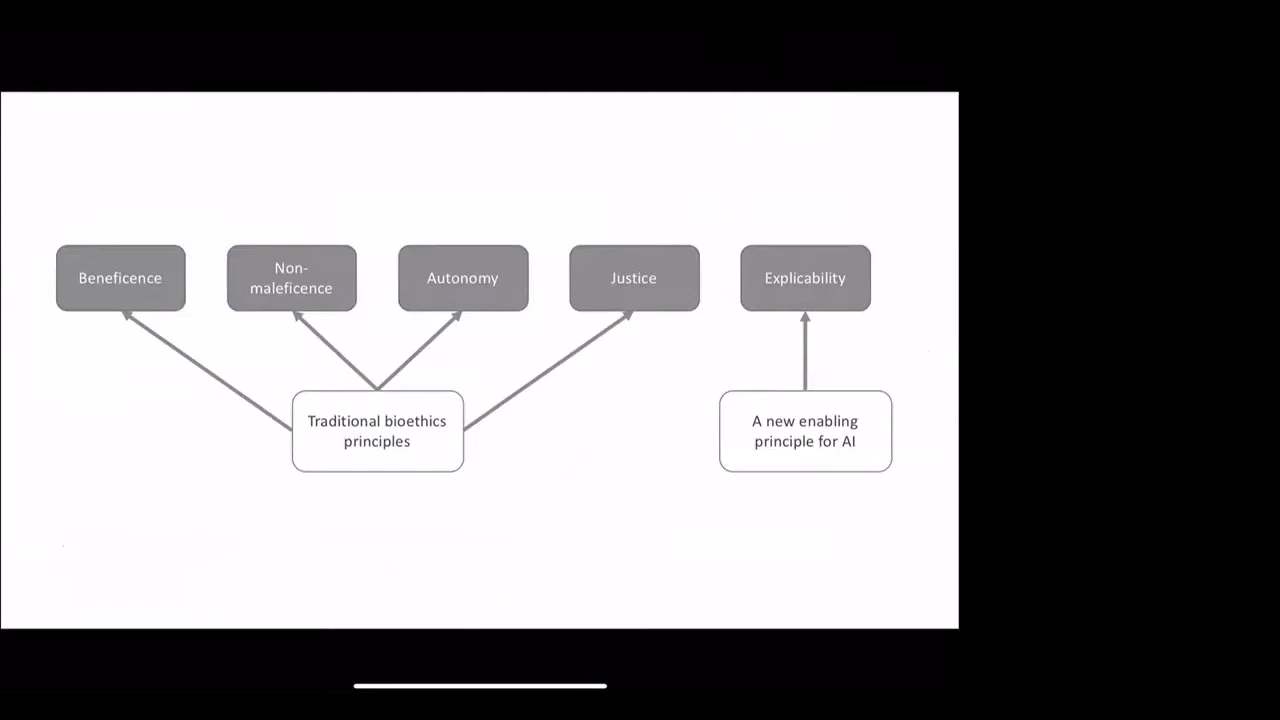 Beneficence
Non-
maleficence
Autonomy
Justice
Explicability
Traditional bioethics
principles
A new enabling
principle for AI